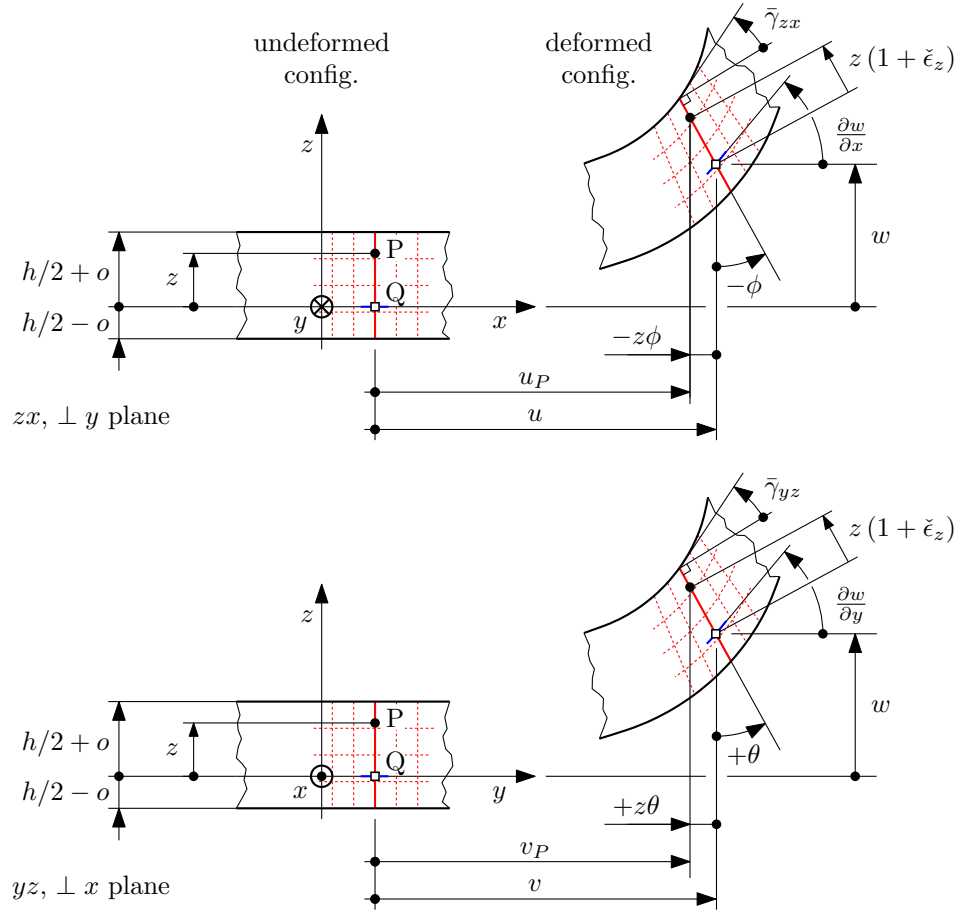 undeformed
config.
deformed
config.
γ̄_zx
z (1 + ϵ̌_z)
∂w/∂x
z
P
h/2 + o
z
Q
h/2 − o
y
x
w
−ϕ
−zϕ
u_P
u
zx, ⊥ y plane
γ̄_yz
z (1 + ϵ̌_z)
∂w/∂y
z
P
h/2 + o
z
Q
h/2 − o
x
y
w
+θ
+zθ
v_P
v
yz, ⊥ x plane